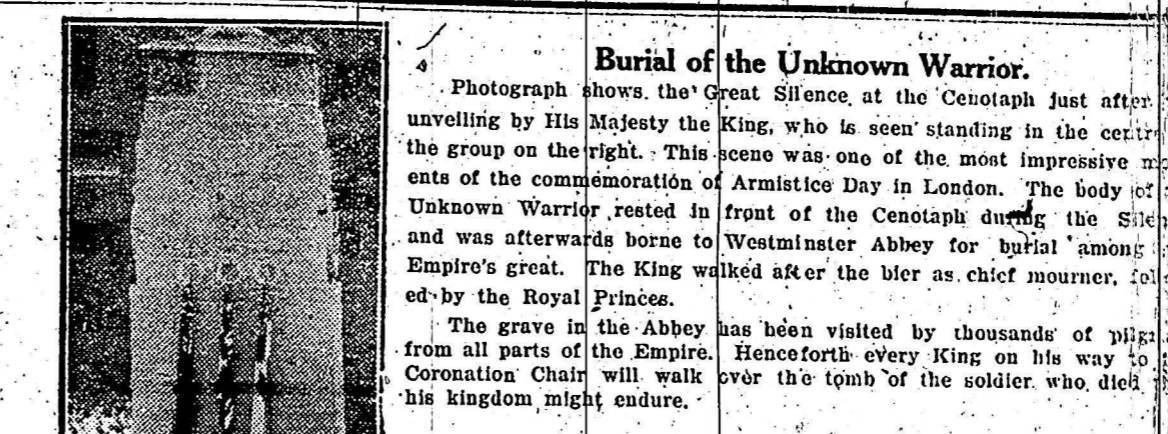 Burial of the Unknown Warrior.
Photograph shows the Great Silence at the Cenotaph just after
unveiling by His Majesty the King, who is seen standing in the centr
the group on the right. This scene was one of the most impressive mo
ents of the commemoration of Armistice Day in London. The body of
Unknown Warrior rested in front of the Cenotaph during the Silen
and was afterwards borne to Westminster Abbey for burial among
Empire's great. The King walked after the bier as chief mourner, fol
ed by the Royal Princes.
The grave in the Abbey has been visited by thousands of pilgr
from all parts of the Empire. Henceforth every King on his way to
Coronation Chair will walk over the tomb of the soldier who died
his kingdom might endure.